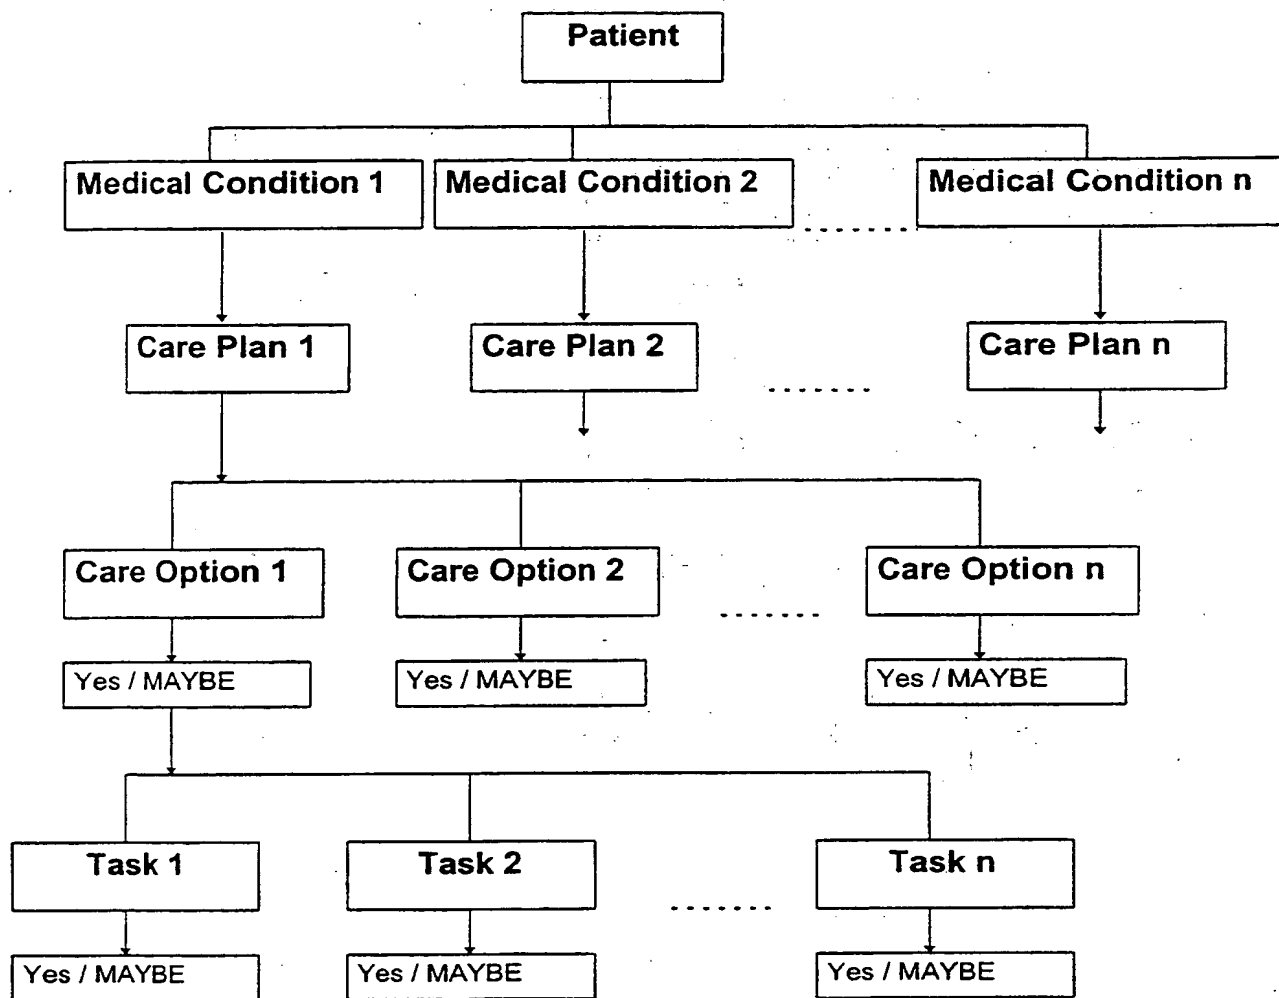 Patient
Medical Condition 1
Medical Condition 2
Medical Condition n
Care Plan 1
Care Plan 2
Care Plan n
Care Option 1
Care Option 2
Care Option n
Yes / MAYBE
Yes / MAYBE
Yes / MAYBE
Task 1
Task 2
Task n
Yes / MAYBE
Yes / MAYBE
Yes / MAYBE